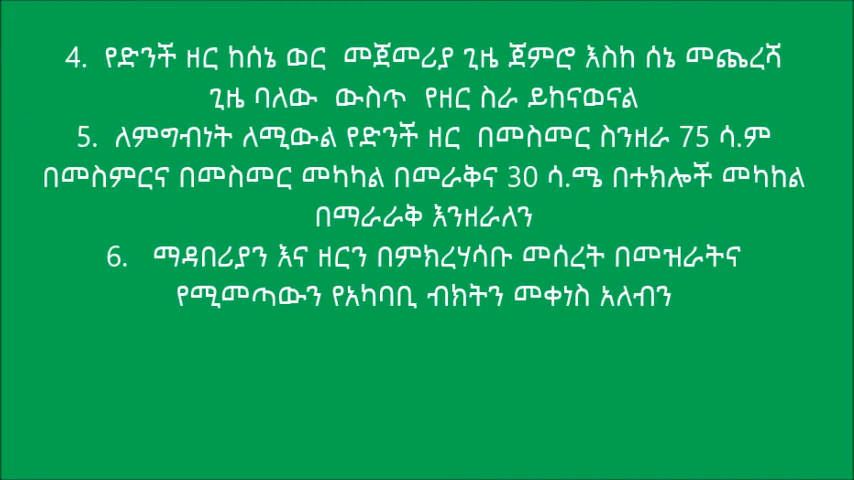 4. የድንች ዘር ከሰኔ ወር መጀመሪያ ጊዜ ጀምሮ እስከ ሰኔ መጨረሻ
ጊዜ ባለው ውስጥ የዘር ስራ ይከናወናል
5. ለምግብነት ለሚውል የድንች ዘር በመስመር ስንዘራ 75 ሳ.ም
በመስምርና በመስመር መካካል በመራቅና 30 ሳ.ሜ በተክሎች መካከል
በማራራቅ እንዘራለን
6. ማዳበሪያን እና ዘርን በምክረሃሳቡ መሰረት በመዝራትና
የሚመጣውን የአካባቢ ብክትን መቀነስ አለብን